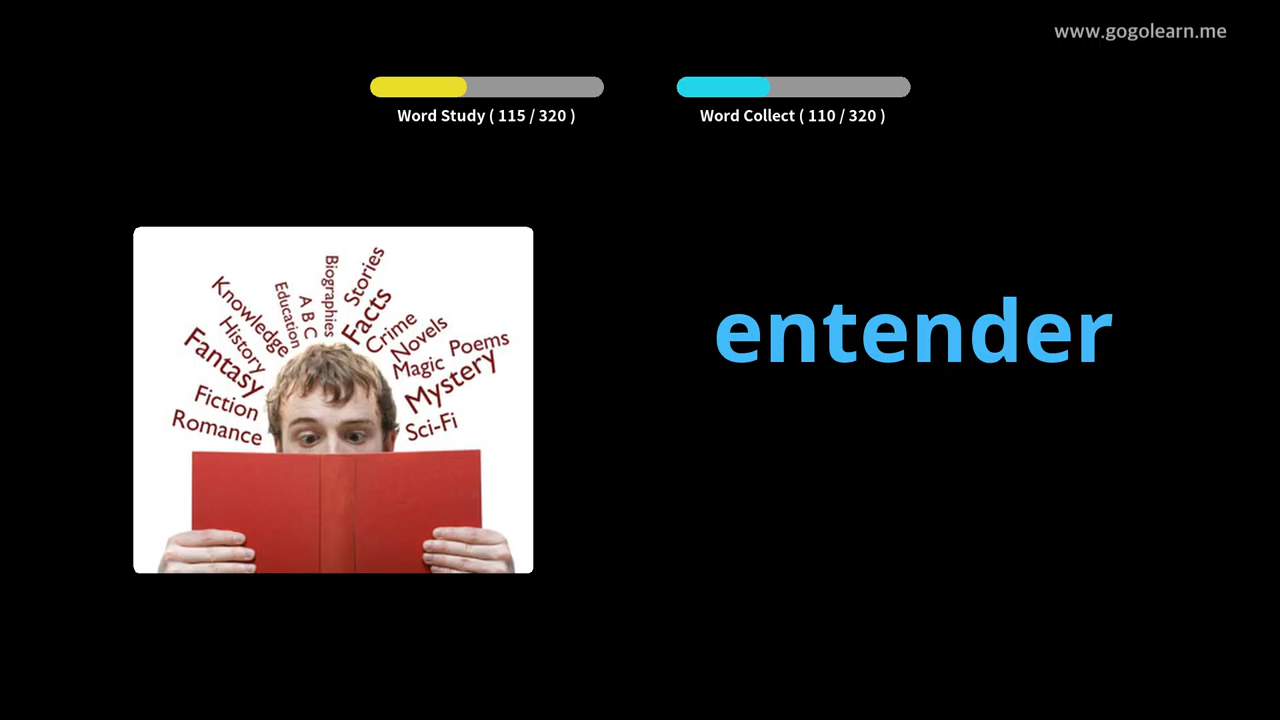 www.gogolearn.me
Word Study ( 115 / 320 )
Word Collect ( 110 / 320 )
entender
Biographies
Stories
Education
A B C
Facts
Knowledge
Crime
History
Novels
Fantasy
Magic
Poems
Mystery
Fiction
Romance
Sci-Fi